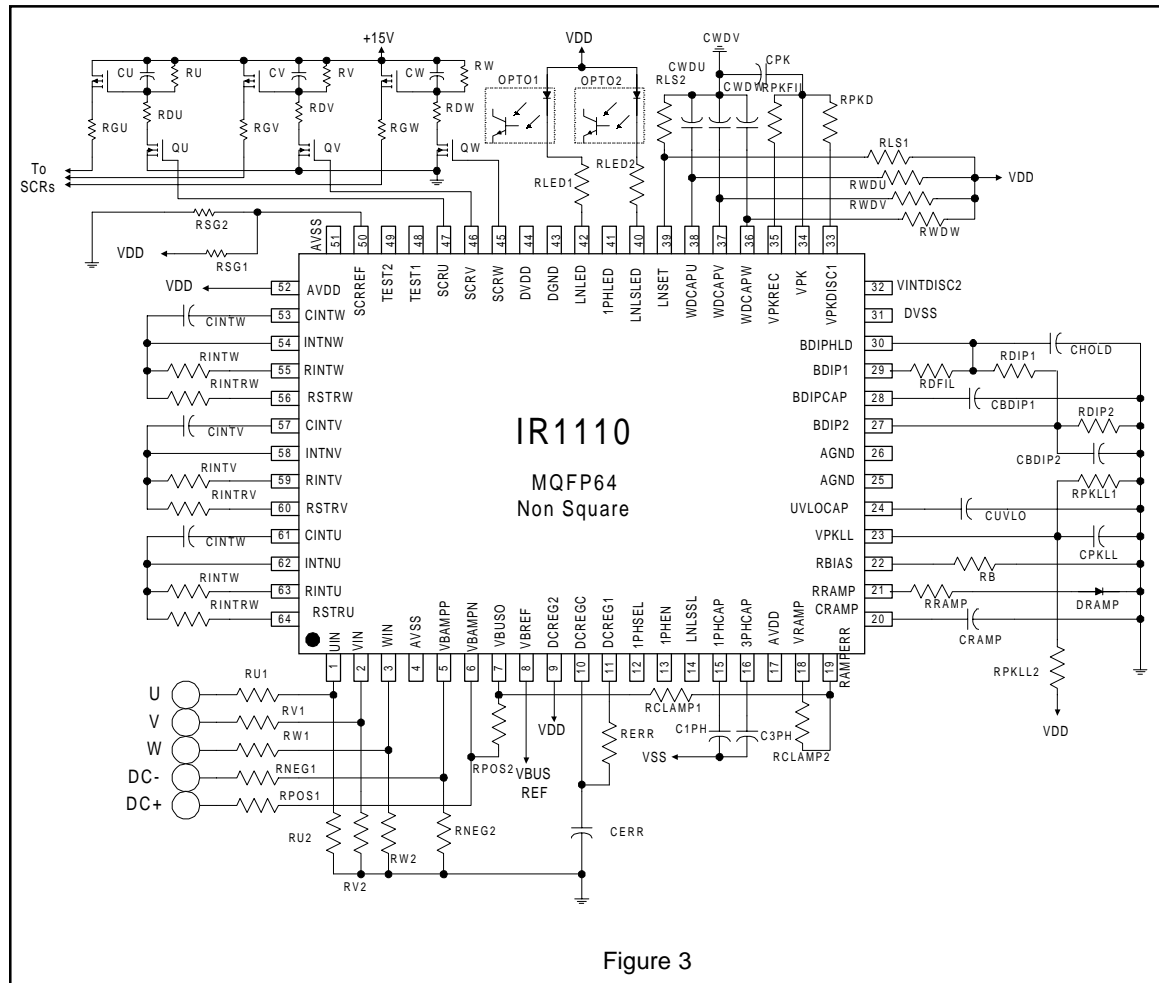 +15V
VDD
CWDV
CU
RU
CV
RV
CW
RW
CWDU
CPK
OPTO1
OPTO2
RLS2
CWDW
RPKFIL
RPKD
RDU
RDV
RDW
RGU
RGV
RGW
QU
QV
QW
RLS1
To
SCRs
RLED1
RLED2
RWDU
VDD
RWDV
RSG2
RWDW
VDD
RSG1
AVSS
51
50
49
48
47
46
45
44
43
42
41
40
39
38
37
36
35
34
33
SCRREF
TEST2
TEST1
SCRU
SCRV
SCRW
DVDD
DGND
LNLED
1PHLED
LNLSLED
LNSET
WDCAPU
WDCAPV
WDCAPW
VPKREC
VPK
VPKDISC1
VDD
52
AVDD
32
VINTDISC2
CINTW
53
CINTW
31
DVSS
54
INTNW
BDIPHLD
30
CHOLD
RINTW
55
RINTW
BDIP1
29
RDFIL
RDIP1
RINTRW
56
RSTRW
BDIPCAP
28
CBDIP1
CINTV
57
CINTV
BDIP2
27
RDIP2
58
INTNV
AGND
26
CBDIP2
RINTV
59
RINTV
AGND
25
RPKLL1
RINTRV
60
RSTRV
UVLOCAP
24
CUVLO
CINTW
61
CINTU
VPKLL
23
CPKLL
62
INTNU
RBIAS
22
RB
RINTW
63
RINTU
RRAMP
21
RRAMP
DRAMP
RINTRW
64
RSTRU
CRAMP
20
CRAMP
IR1110
MQFP64
Non Square
UIN
VIN
WIN
AVSS
VBAMPP
VBAMPN
VBUSO
VBREF
DCREG2
DCREGC
DCREG1
1PHSEL
1PHEN
LNLSSL
1PHCAP
3PHCAP
AVDD
VRAMP
RAMPERR
1
2
3
4
5
6
7
8
9
10
11
12
13
14
15
16
17
18
19
RPKLL2
VDD
U
RU1
V
RV1
W
RW1
DC-
RNEG1
DC+
RPOS1
RPOS2
VBUS
REF
VDD
RERR
RCLAMP1
C1PH
C3PH
VSS
RCLAMP2
RU2
RV2
RW2
RNEG2
CERR
Figure 3